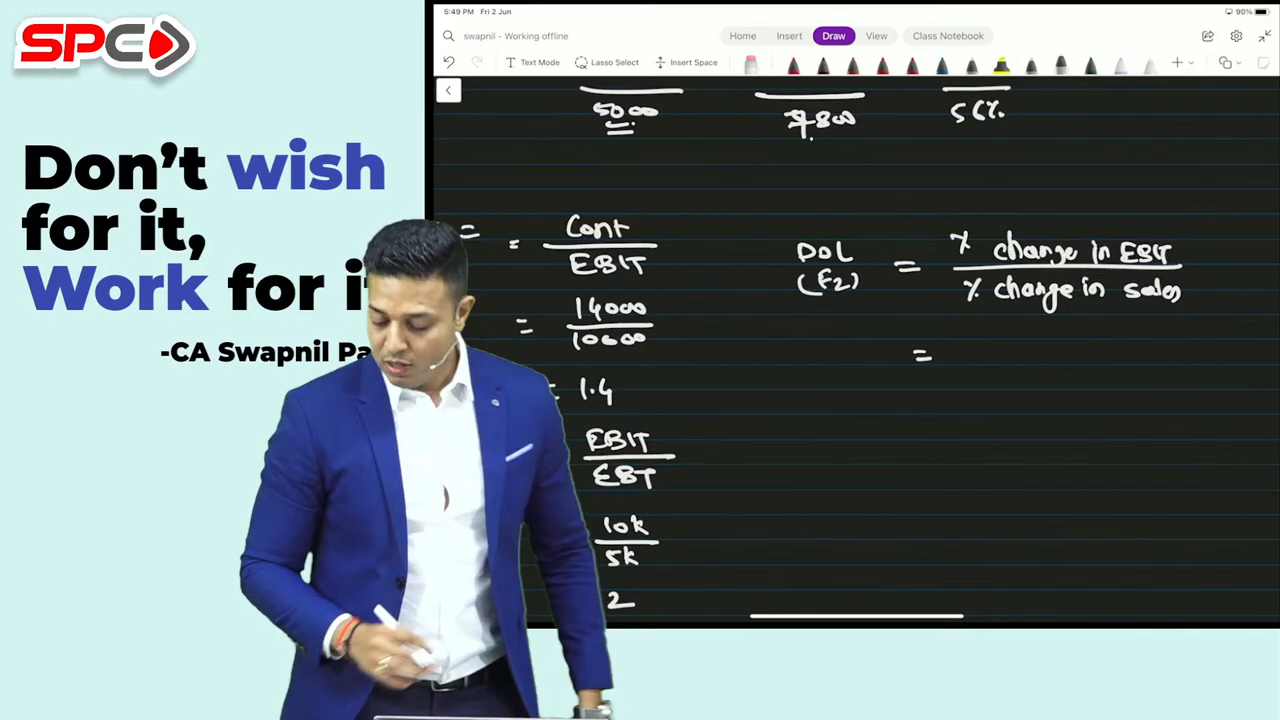 SPC
Don't wish
for it,
Work for it
-CA Swapnil Pa
5:49 PM Fri 2 Jun
90%
swapnil - Working offline
Home Insert Draw View Class Notebook
Text Mode Lasso Select Insert Space
5000 7800 56%
= = Cont / EBIT
= 14000 / 10000
= 1.4
EBIT / EBT
10k / 5k
2
DOL (F2) = % change in EBIT / % change in sales
=